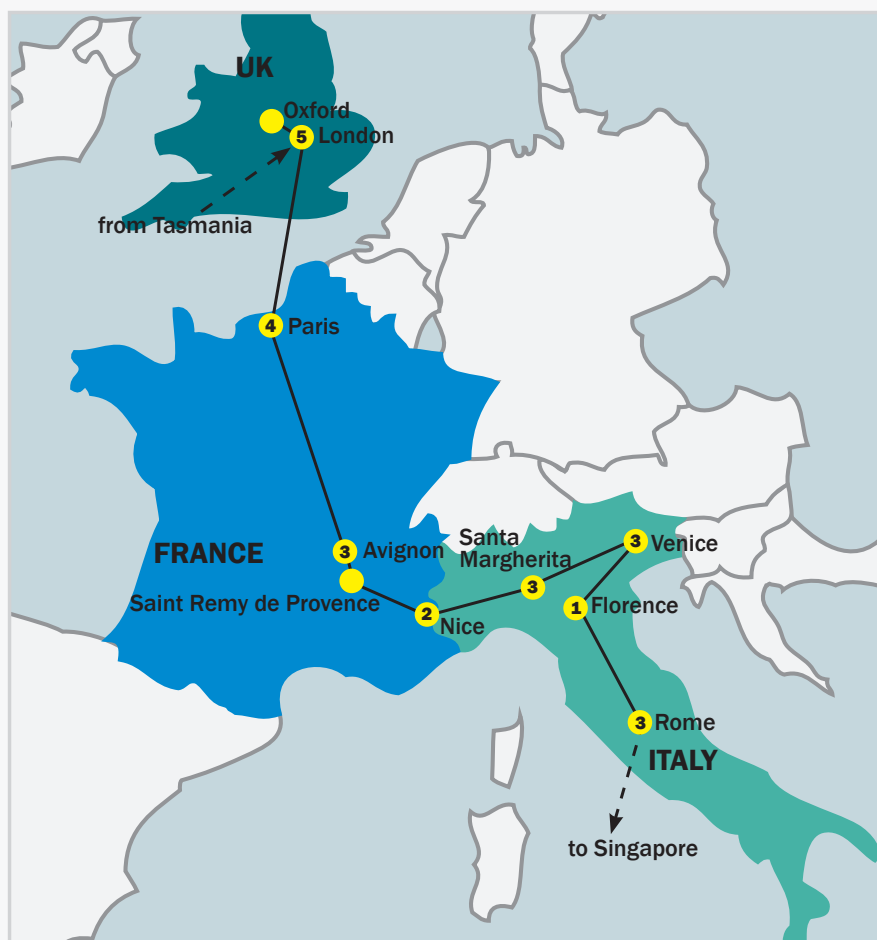 UK
Oxford
5 London
from Tasmania
4 Paris
3 Avignon
FRANCE
Saint Remy de Provence
2
Nice
Santa
Margherita
3
3 Venice
1 Florence
3 Rome
ITALY
to Singapore